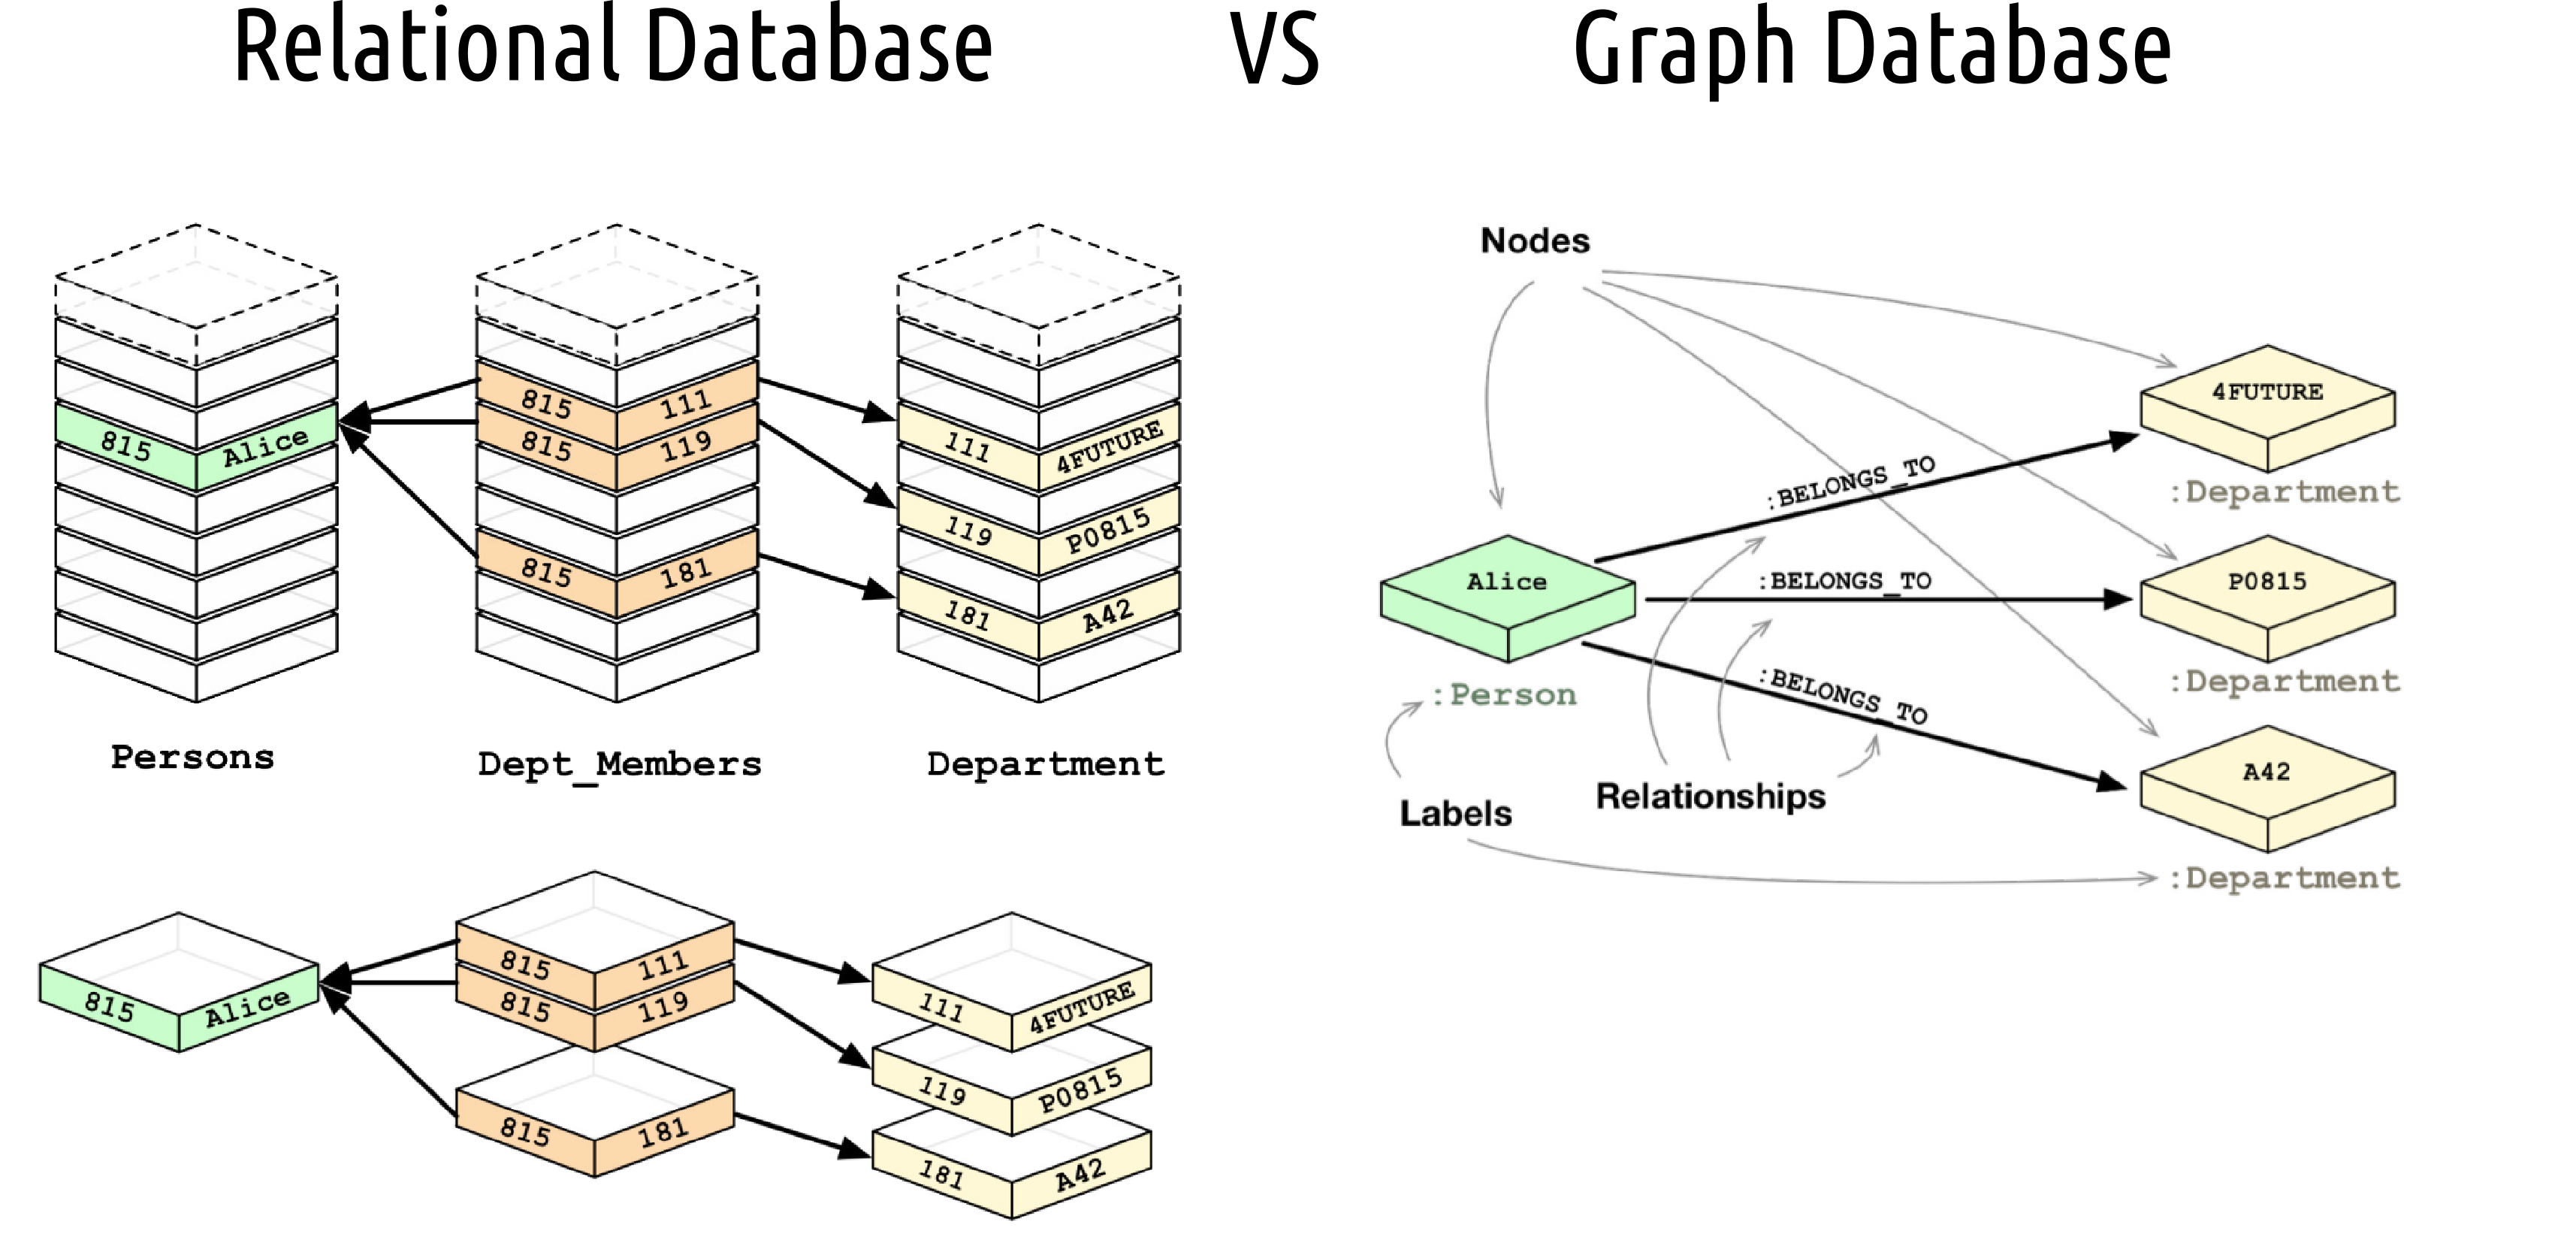 Relational Database
VS
Graph Database
815 Alice
815 111
815 119
815 181
111 4FUTURE
119 P0815
181 A42
Persons
Dept_Members
Department
815 Alice
815 111
815 119
815 181
111 4FUTURE
119 P0815
181 A42
Nodes
4FUTURE
:Department
:BELONGS_TO
Alice
:BELONGS_TO
P0815
:Person
:Department
:BELONGS_TO
A42
Relationships
Labels
:Department